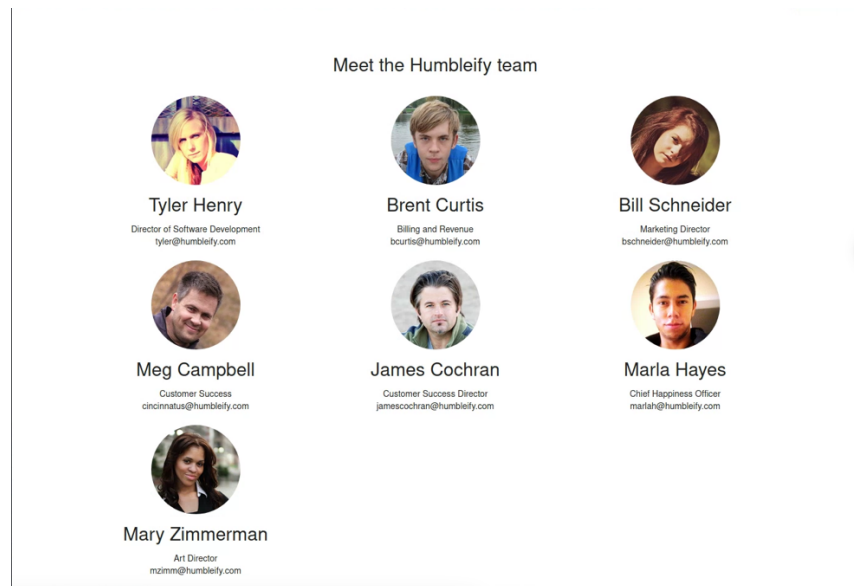 Meet the Humbleify team
Tyler Henry
Director of Software Development
tyler@humbleify.com
Brent Curtis
Billing and Revenue
bcurtis@humbleify.com
Bill Schneider
Marketing Director
bschneider@humbleify.com
Meg Campbell
Customer Success
cincinnatus@humbleify.com
James Cochran
Customer Success Director
jamescochran@humbleify.com
Marla Hayes
Chief Happiness Officer
marlah@humbleify.com
Mary Zimmerman
Art Director
mzimm@humbleify.com